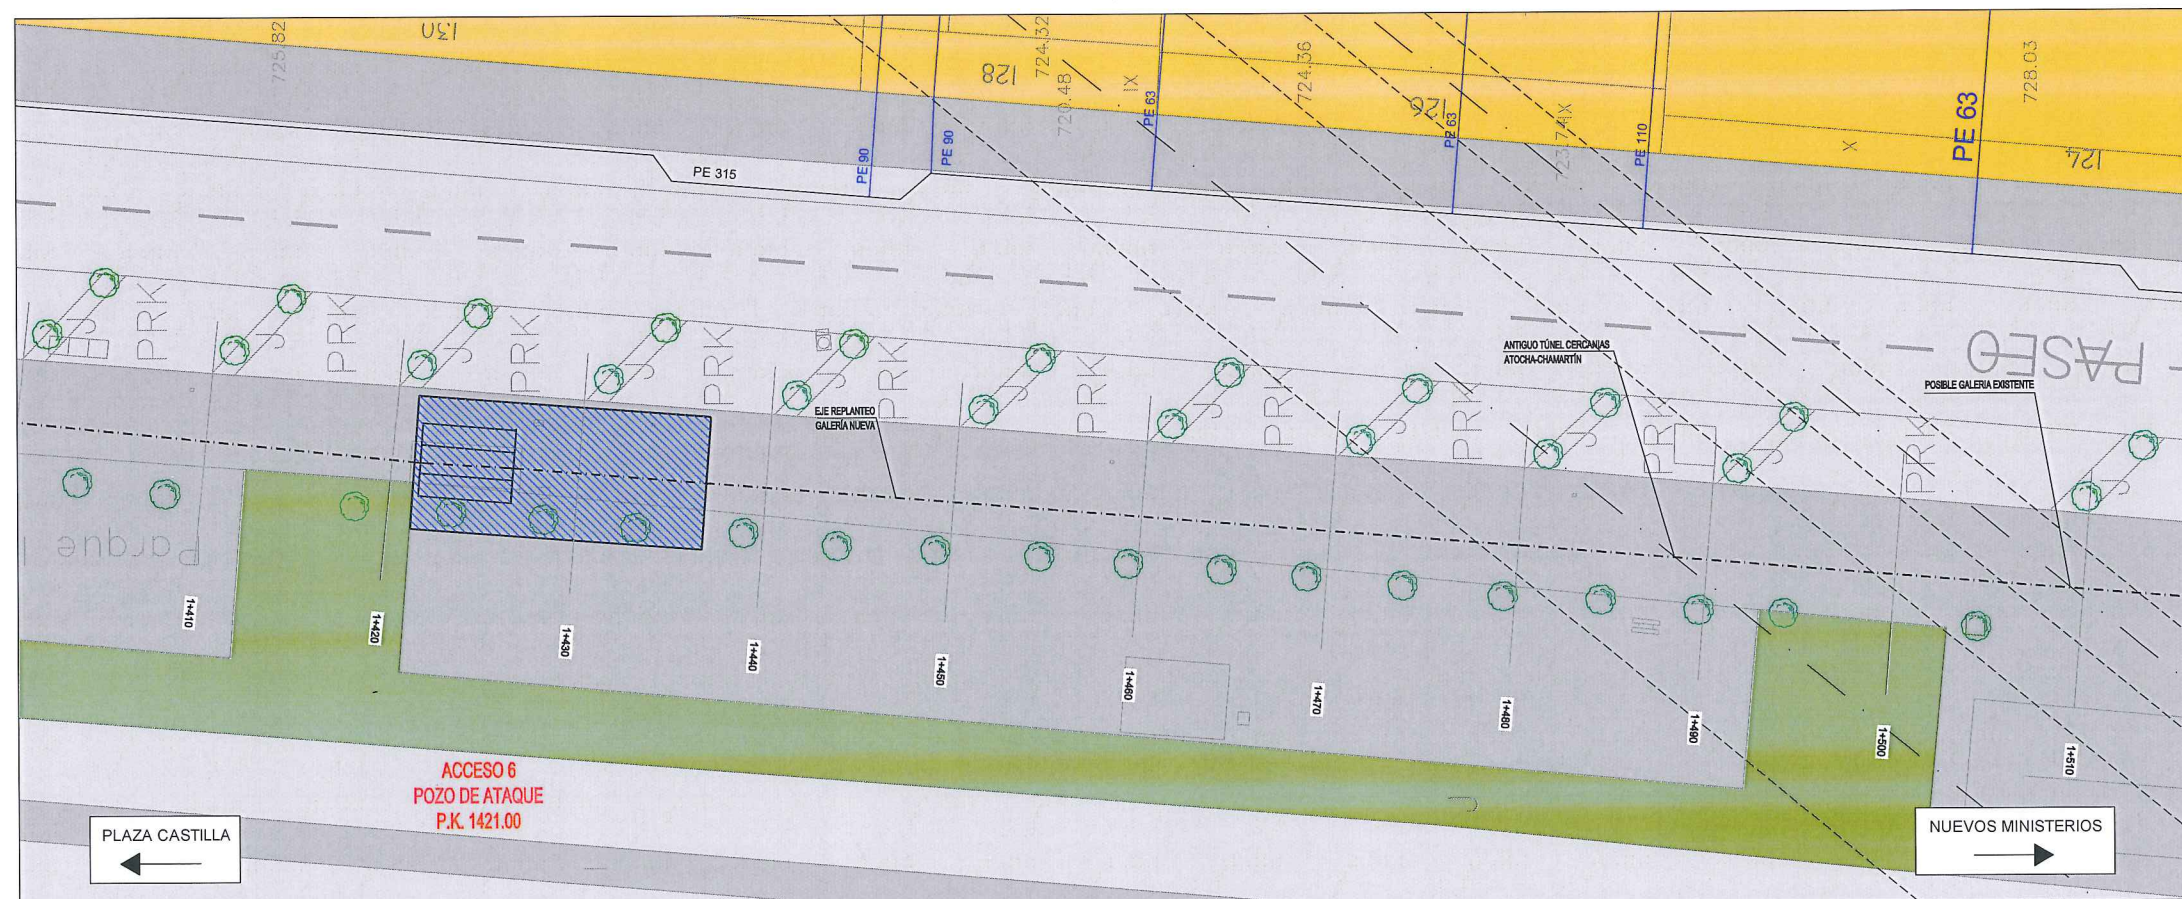 130
725.82
128
724.32
720.48
IX
724.36
126
IX
X
728.03
124
PE 90
PE 90
PE 63
PE 63
PE 110
PE 63
PE 315
PASEO
J
PRK
J
PRK
J
PRK
J
PRK
J
PRK
J
PRK
J
PRK
J
PRK
J
PRK
J
PRK
J
ANTIGUO TÚNEL CERCANIAS
ATOCHA-CHAMARTÍN
POSIBLE GALERIA EXISTENTE
EJE REPLANTEO
GALERÍA NUEVA
Parque
1+410
1+420
1+430
1+440
1+450
1+460
1+470
1+480
1+490
1+500
1+510
J
ACCESO 6
POZO DE ATAQUE
P.K. 1421.00
PLAZA CASTILLA
NUEVOS MINISTERIOS